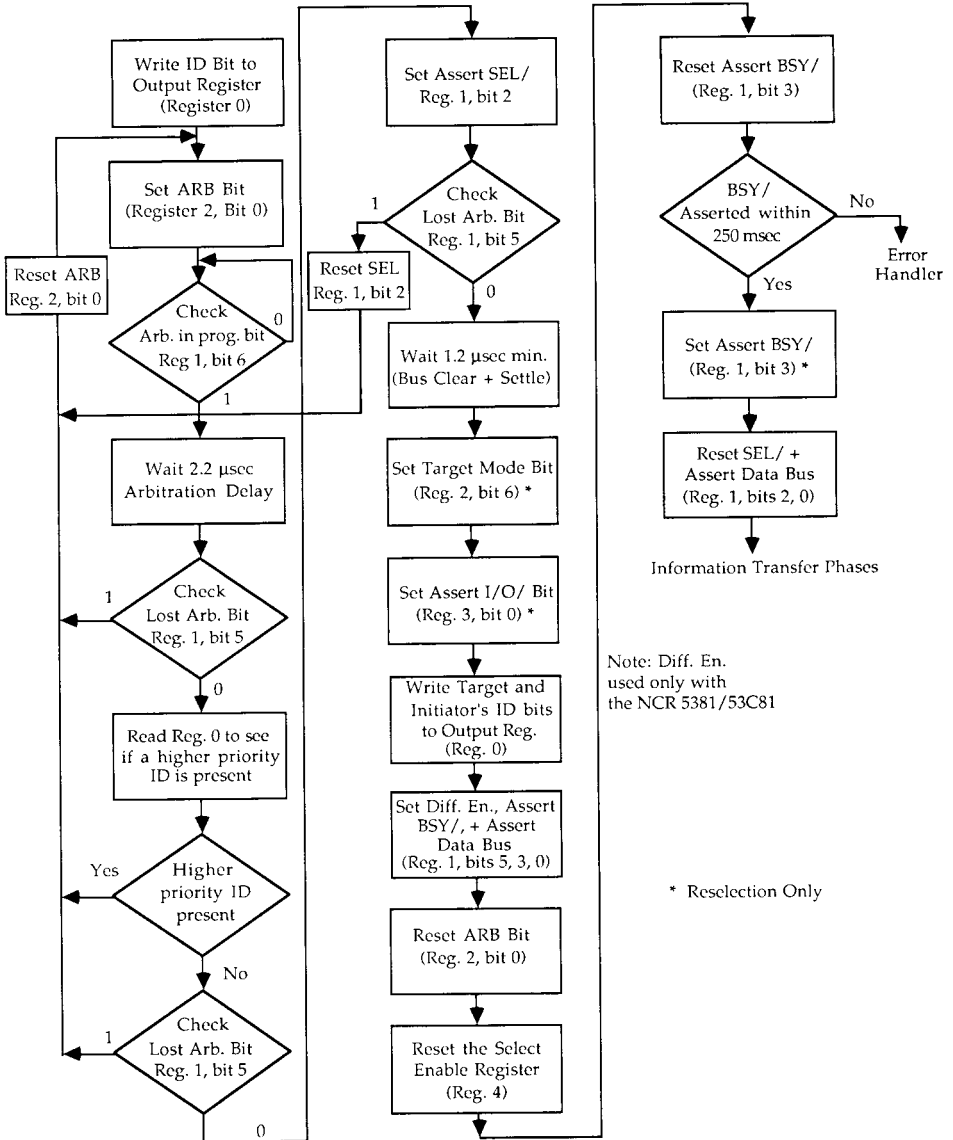 Write ID Bit to
Output Register
(Register 0)
Set ARB Bit
(Register 2, Bit 0)
Reset ARB
Reg. 2, bit 0
Check
Arb. in prog. bit
Reg 1, bit 6
0
1
Wait 2.2 µsec
Arbitration Delay
Check
Lost Arb. Bit
Reg. 1, bit 5
1
0
Read Reg. 0 to see
if a higher priority
ID is present
Higher
priority ID
present
Yes
No
Check
Lost Arb. Bit
Reg. 1, bit 5
1
0
Set Assert SEL/
Reg. 1, bit 2
Check
Lost Arb. Bit
Reg. 1, bit 5
1
Reset SEL
Reg. 1, bit 2
0
Wait 1.2 µsec min.
(Bus Clear + Settle)
Set Target Mode Bit
(Reg. 2, bit 6) *
Set Assert I/O/ Bit
(Reg. 3, bit 0) *
Write Target and
Initiator's ID bits
to Output Reg.
(Reg. 0)
Set Diff. En., Assert
BSY/, + Assert
Data Bus
(Reg. 1, bits 5, 3, 0)
Reset ARB Bit
(Reg. 2, bit 0)
Reset the Select
Enable Register
(Reg. 4)
Reset Assert BSY/
(Reg. 1, bit 3)
BSY/
Asserted within
250 msec
No
Error
Handler
Yes
Set Assert BSY/
(Reg. 1, bit 3) *
Reset SEL/ +
Assert Data Bus
(Reg. 1, bits 2, 0)
Information Transfer Phases
Note: Diff. En.
used only with
the NCR 5381/53C81
* Reselection Only